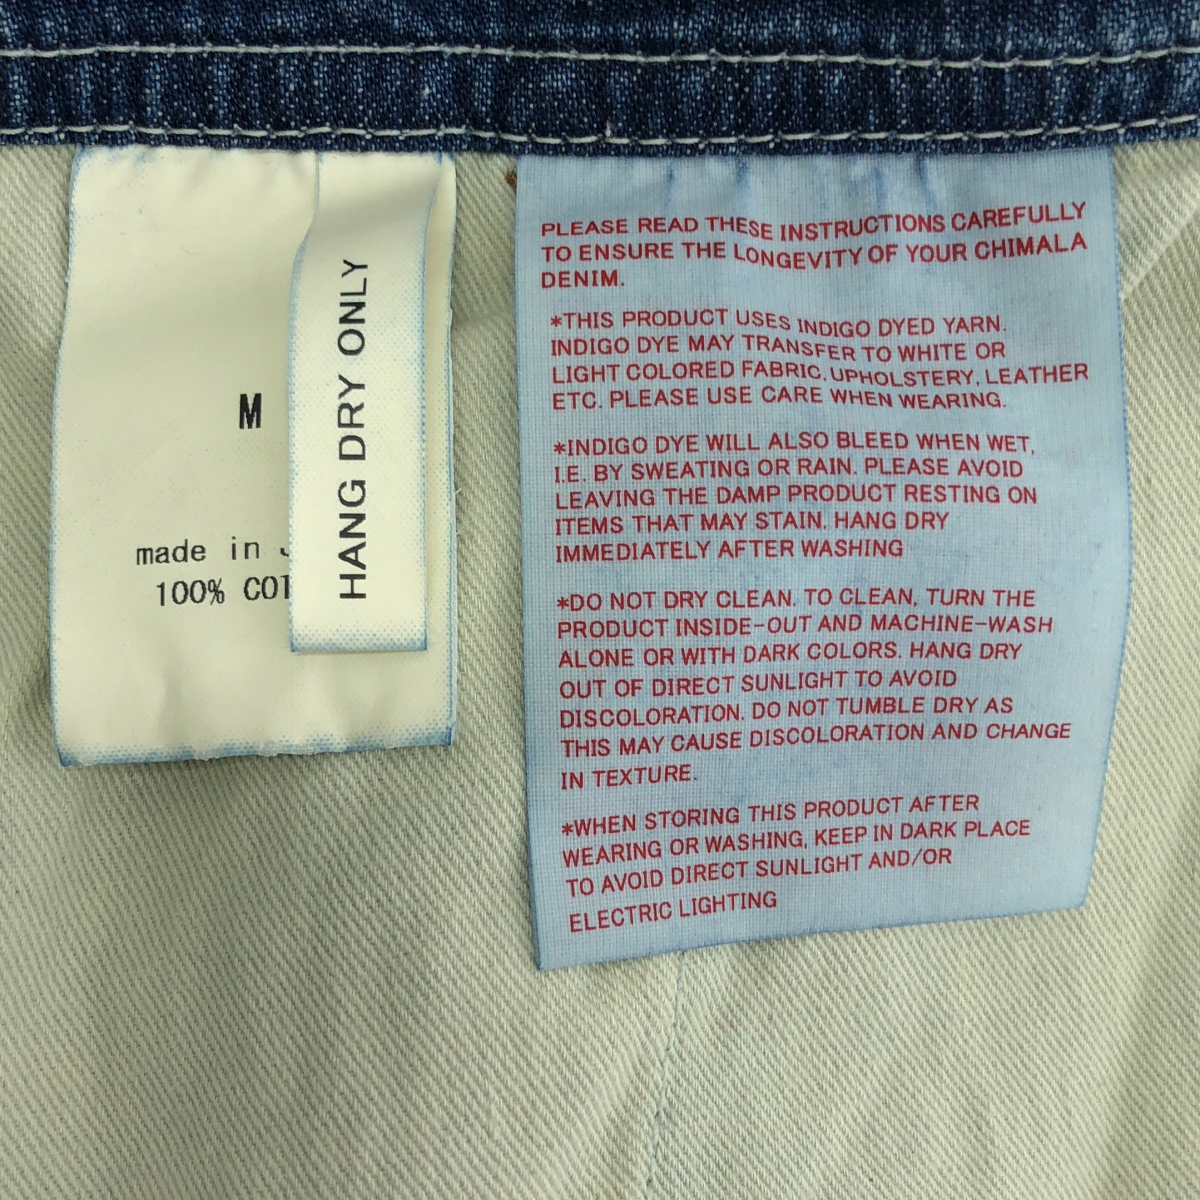 M
made in
100%
HANG DRY ONLY
PLEASE READ THESE INSTRUCTIONS CAREFULLY
TO ENSURE THE LONGEVITY OF YOUR CHIMALA
DENIM.
*THIS PRODUCT USES INDIGO DYED YARN.
INDIGO DYE MAY TRANSFER TO WHITE OR
LIGHT COLORED FABRIC, UPHOLSTERY, LEATHER
ETC. PLEASE USE CARE WHEN WEARING.
*INDIGO DYE WILL ALSO BLEED WHEN WET,
I.E. BY SWEATING OR RAIN. PLEASE AVOID
LEAVING THE DAMP PRODUCT RESTING ON
ITEMS THAT MAY STAIN. HANG DRY
IMMEDIATELY AFTER WASHING
*DO NOT DRY CLEAN. TO CLEAN, TURN THE
PRODUCT INSIDE-OUT AND MACHINE-WASH
ALONE OR WITH DARK COLORS. HANG DRY
OUT OF DIRECT SUNLIGHT TO AVOID
DISCOLORATION. DO NOT TUMBLE DRY AS
THIS MAY CAUSE DISCOLORATION AND CHANGE
IN TEXTURE.
*WHEN STORING THIS PRODUCT AFTER
WEARING OR WASHING, KEEP IN DARK PLACE
TO AVOID DIRECT SUNLIGHT AND/OR
ELECTRIC LIGHTING